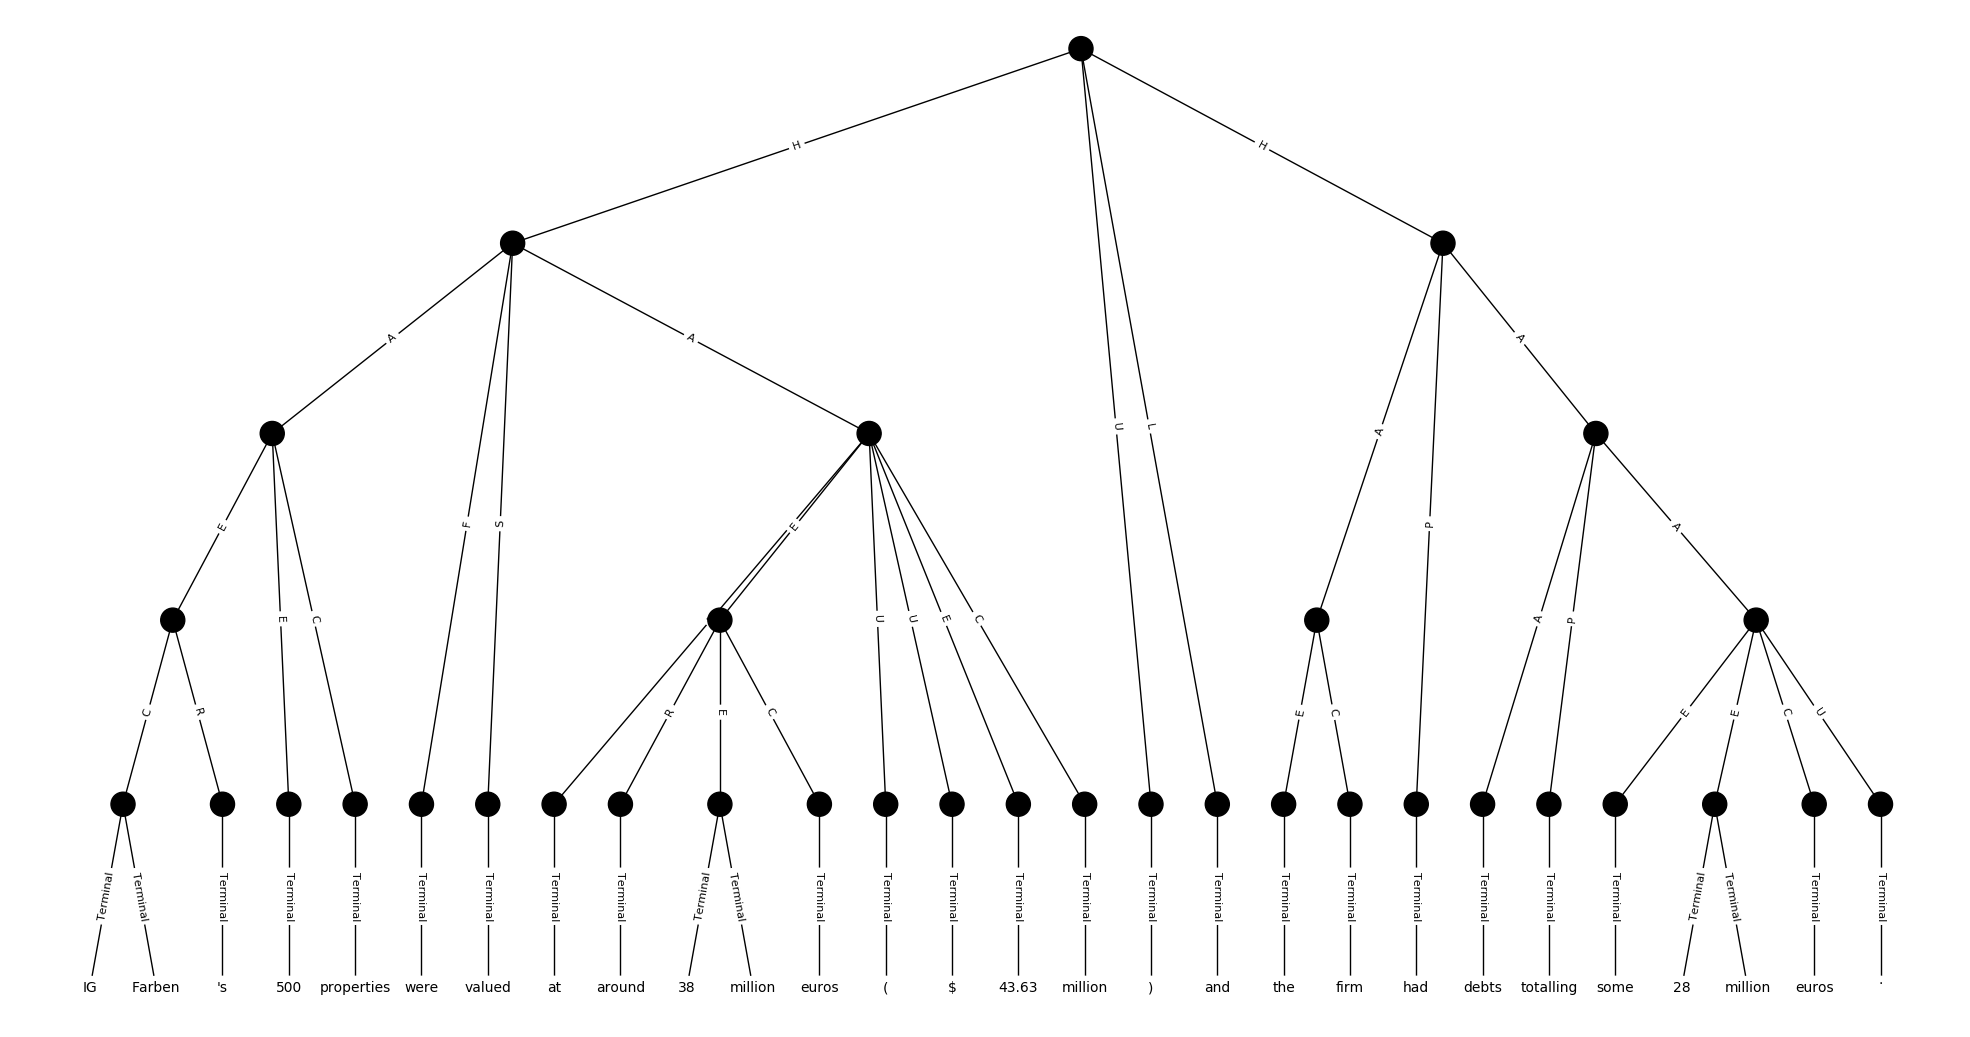 H H
A A U L A P A
E E C F S E U U E C A P A
C R R E C E C E E C U
Terminal Terminal Terminal Terminal Terminal Terminal Terminal Terminal Terminal Terminal Terminal Terminal Terminal Terminal Terminal Terminal Terminal Terminal Terminal Terminal Terminal Terminal Terminal Terminal Terminal Terminal Terminal Terminal
IG Farben 's 500 properties were valued at around 38 million euros ( $ 43.63 million ) and the firm had debts totalling some 28 million euros .